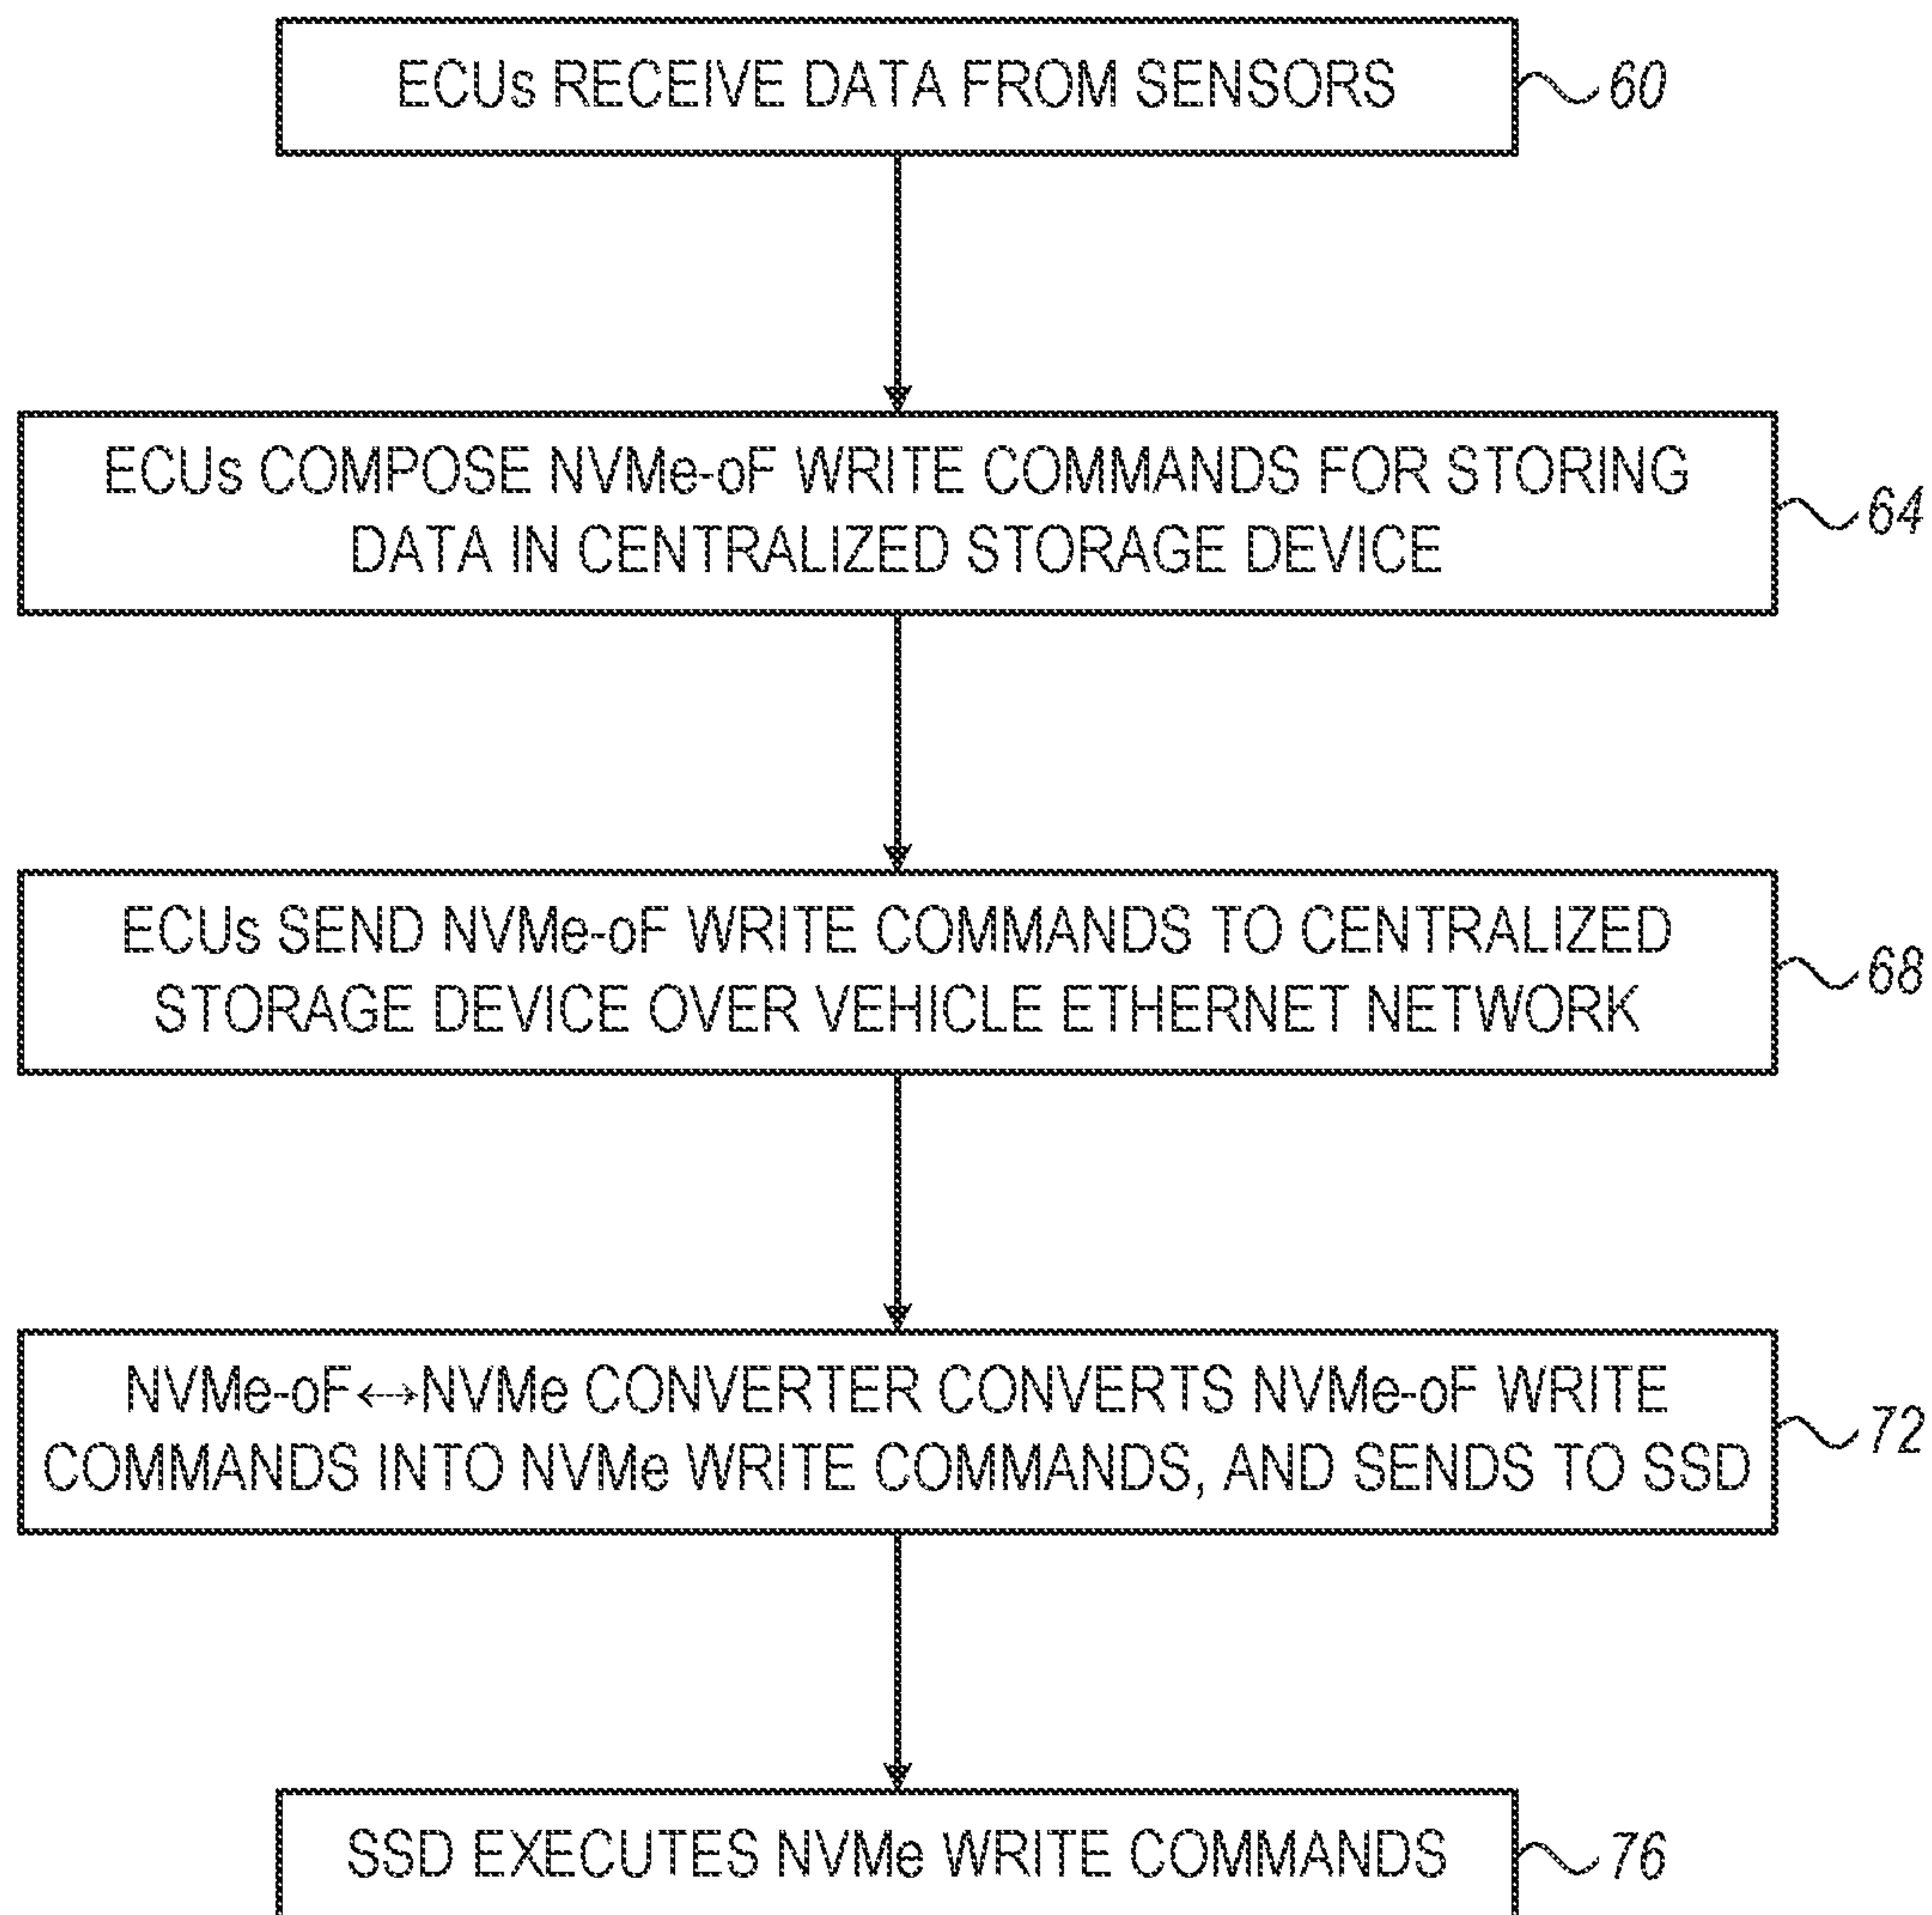 ECUs RECEIVE DATA FROM SENSORS
60
ECUs COMPOSE NVMe-oF WRITE COMMANDS FOR STORING
DATA IN CENTRALIZED STORAGE DEVICE
64
ECUs SEND NVMe-oF WRITE COMMANDS TO CENTRALIZED
STORAGE DEVICE OVER VEHICLE ETHERNET NETWORK
68
NVMe-oF↔NVMe CONVERTER CONVERTS NVMe-oF WRITE
COMMANDS INTO NVMe WRITE COMMANDS, AND SENDS TO SSD
72
SSD EXECUTES NVMe WRITE COMMANDS
76